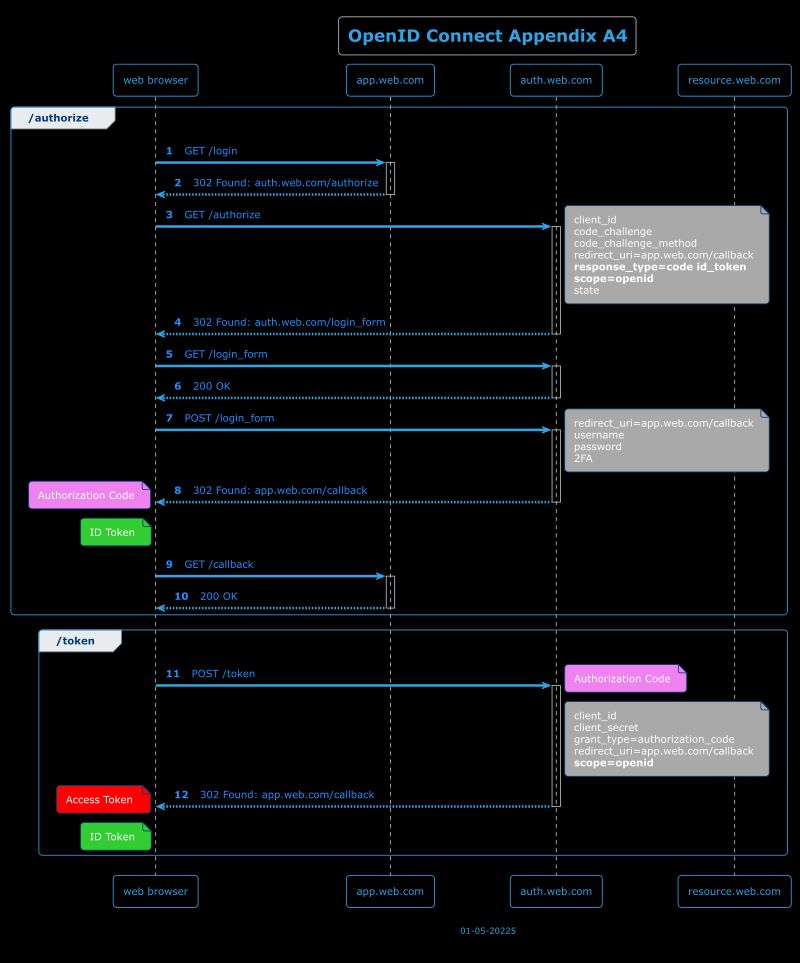 OpenID Connect Appendix A4
web browser
app.web.com
auth.web.com
resource.web.com
/authorize
1 GET /login
2 302 Found: auth.web.com/authorize
3 GET /authorize
client_id
code_challenge
code_challenge_method
redirect_uri=app.web.com/callback
response_type=code id_token
scope=openid
state
4 302 Found: auth.web.com/login_form
5 GET /login_form
6 200 OK
7 POST /login_form
redirect_uri=app.web.com/callback
username
password
2FA
8 302 Found: app.web.com/callback
Authorization Code
ID Token
9 GET /callback
10 200 OK
/token
11 POST /token
Authorization Code
client_id
client_secret
grant_type=authorization_code
redirect_uri=app.web.com/callback
scope=openid
12 302 Found: app.web.com/callback
Access Token
ID Token
web browser
app.web.com
auth.web.com
resource.web.com
01-05-20225